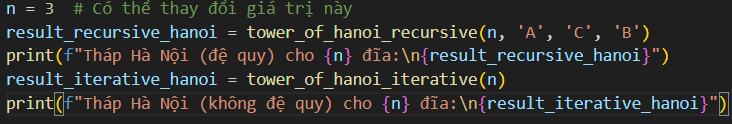 n = 3  # Có thể thay đổi giá trị này
result_recursive_hanoi = tower_of_hanoi_recursive(n, 'A', 'C', 'B')
print(f"Tháp Hà Nội (đệ quy) cho {n} đĩa:\n{result_recursive_hanoi}")
result_iterative_hanoi = tower_of_hanoi_iterative(n)
print(f"Tháp Hà Nội (không đệ quy) cho {n} đĩa:\n{result_iterative_hanoi}")